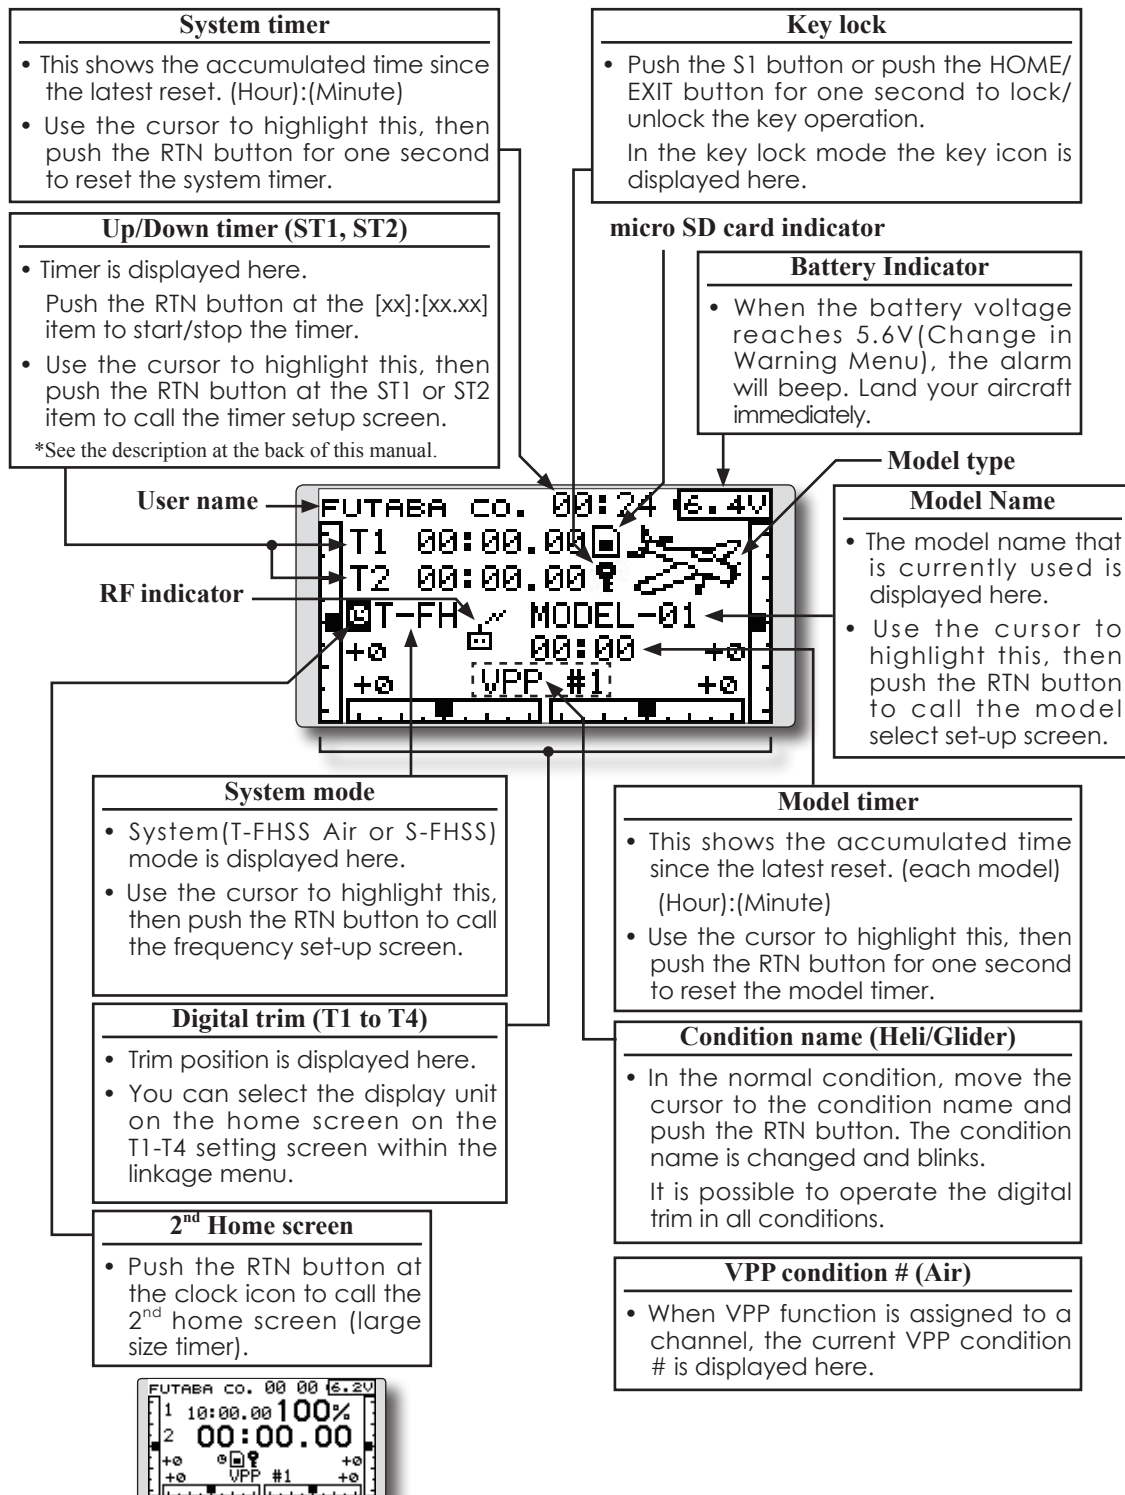 System timer
• This shows the accumulated time since
the latest reset. (Hour):(Minute)
• Use the cursor to highlight this, then
push the RTN button for one second
to reset the system timer.
Key lock
• Push the S1 button or push the HOME/
EXIT button for one second to lock/
unlock the key operation.
In the key lock mode the key icon is
displayed here.
Up/Down timer (ST1, ST2)
• Timer is displayed here.
Push the RTN button at the [xx]:[xx.xx]
item to start/stop the timer.
• Use the cursor to highlight this, then
push the RTN button at the ST1 or ST2
item to call the timer setup screen.
*See the description at the back of this manual.
micro SD card indicator
Battery Indicator
• When the battery voltage
reaches 5.6V(Change in
Warning Menu), the alarm
will beep. Land your aircraft
immediately.
Model type
User name
RF indicator
FUTABA CO. 00:24 6.4V
T1 00:00.00
T2 00:00.00
T-FH MODEL-01
+0 00:00 +0
+0 VPP #1 +0
Model Name
• The model name that
is currently used is
displayed here.
• Use the cursor to
highlight this, then
push the RTN button
to call the model
select set-up screen.
System mode
• System(T-FHSS Air or S-FHSS)
mode is displayed here.
• Use the cursor to highlight this,
then push the RTN button to call
the frequency set-up screen.
Model timer
• This shows the accumulated time
since the latest reset. (each model)
(Hour):(Minute)
• Use the cursor to highlight this, then
push the RTN button for one second
to reset the model timer.
Digital trim (T1 to T4)
• Trim position is displayed here.
• You can select the display unit
on the home screen on the
T1-T4 setting screen within the
linkage menu.
Condition name (Heli/Glider)
• In the normal condition, move the
cursor to the condition name and
push the RTN button. The condition
name is changed and blinks.
It is possible to operate the digital
trim in all conditions.
2nd Home screen
• Push the RTN button at
the clock icon to call the
2nd home screen (large
size timer).
VPP condition # (Air)
• When VPP function is assigned to a
channel, the current VPP condition
# is displayed here.
FUTABA CO. 00 00 6.2V
1 10:00.00 100%
2 00:00.00
+0 +0
+0 VPP #1 +0